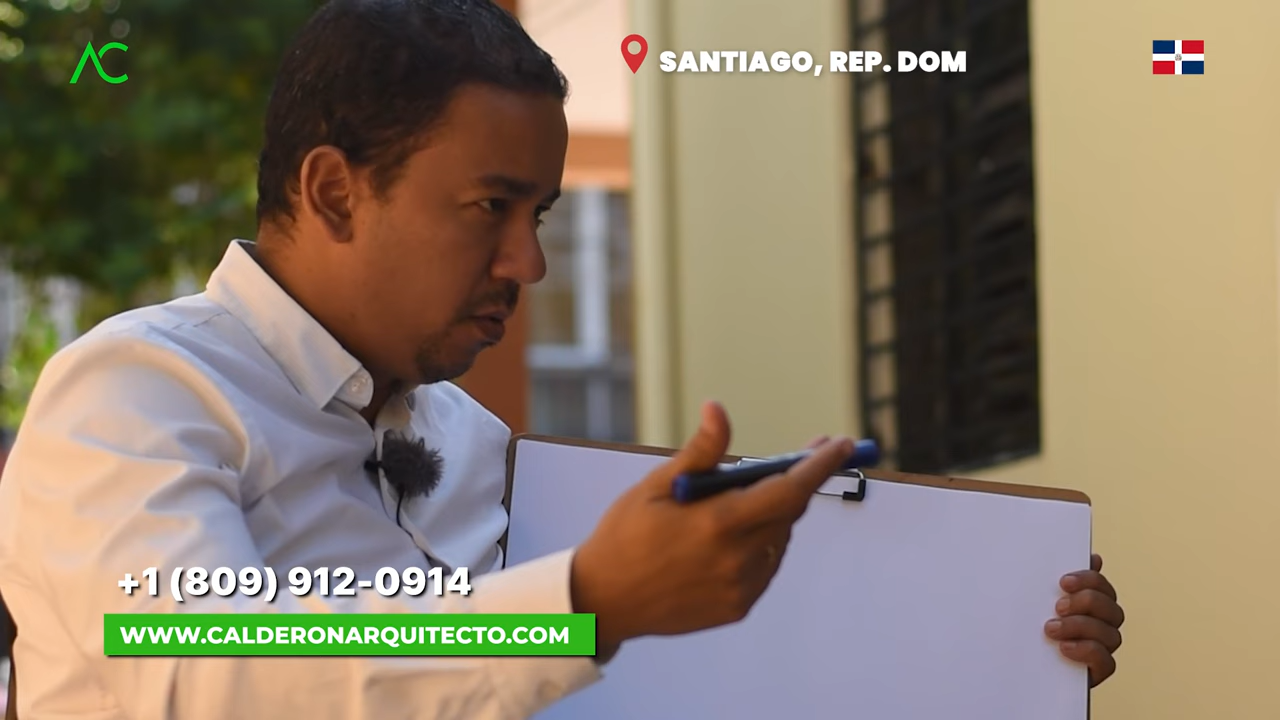 AC
SANTIAGO, REP. DOM
+1 (809) 912-0914
WWW.CALDERONARQUITECTO.COM